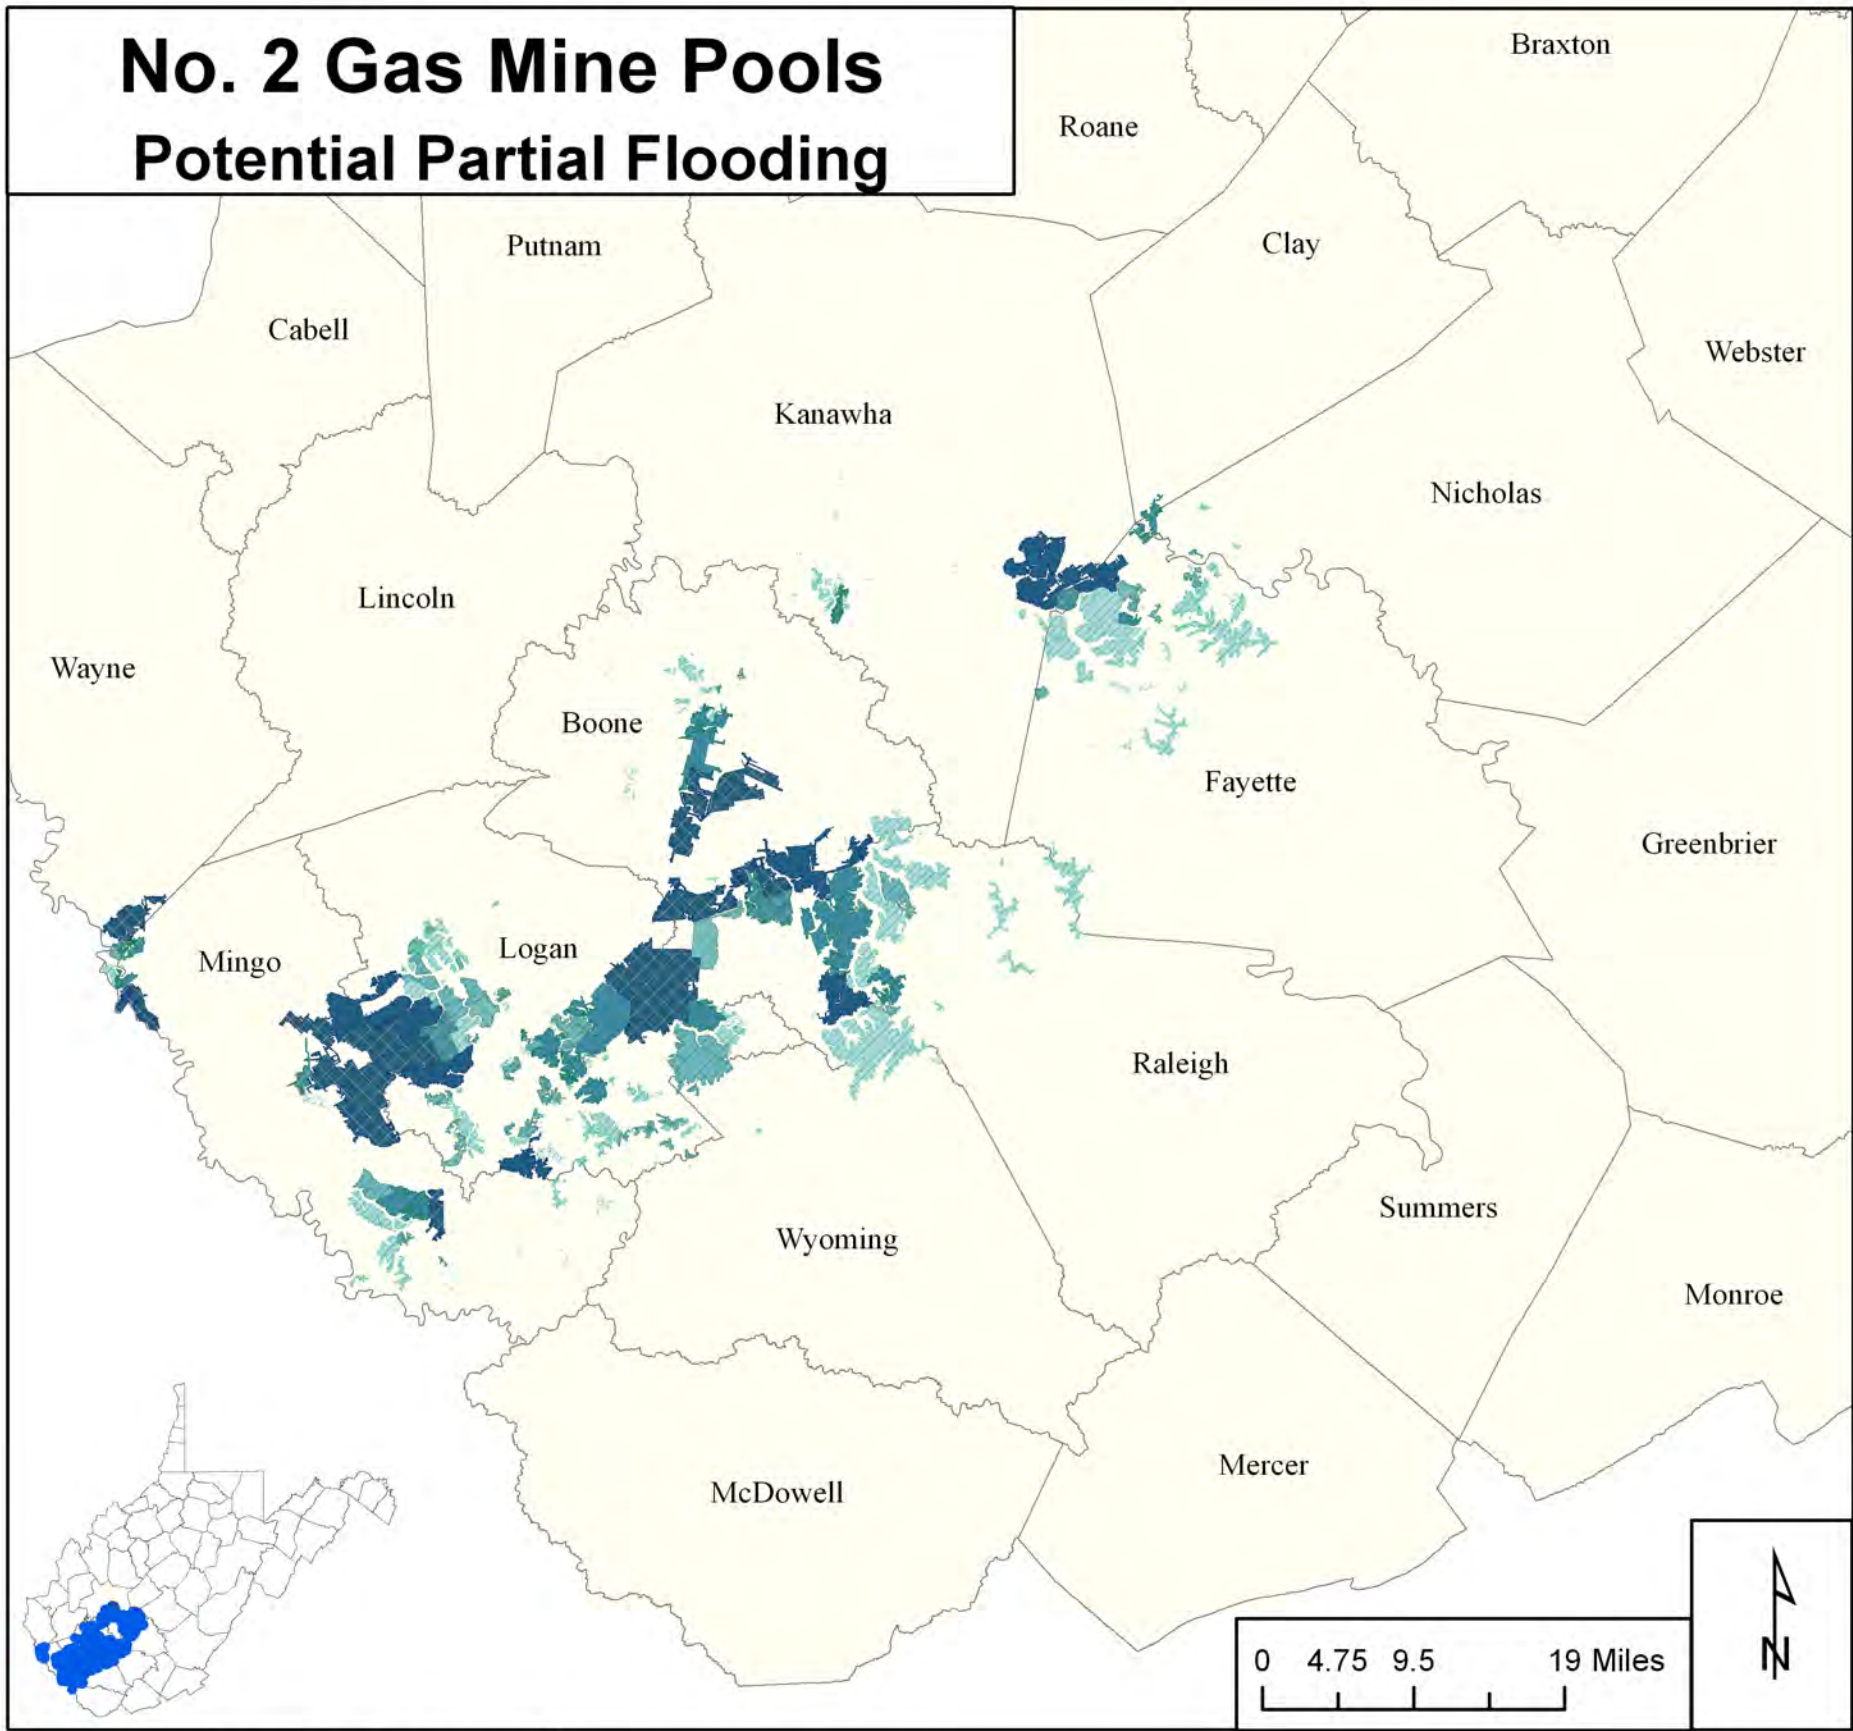 No. 2 Gas Mine Pools
Potential Partial Flooding
Braxton
Roane
Clay
Putnam
Cabell
Webster
Kanawha
Nicholas
Lincoln
Wayne
Boone
Fayette
Greenbrier
Logan
Mingo
Raleigh
Summers
Wyoming
Monroe
Mercer
McDowell
0 4.75 9.5 19 Miles
N